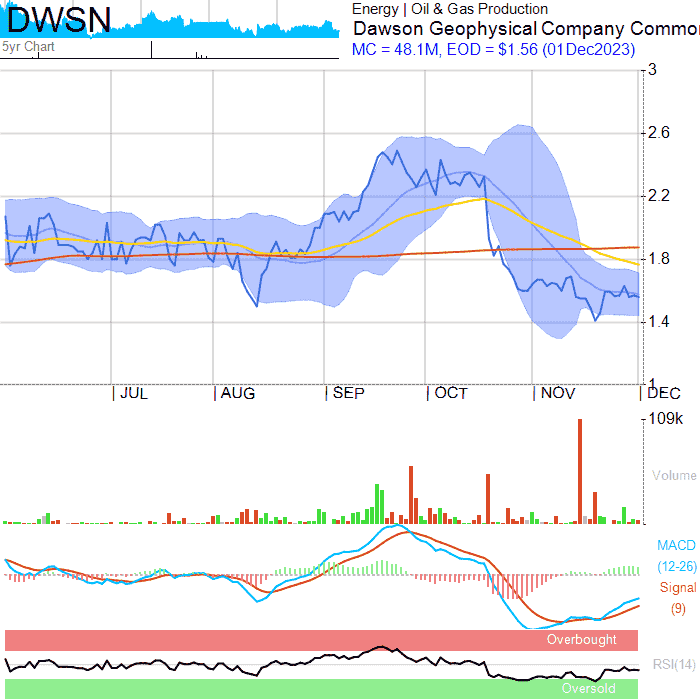 DWSN
5yr Chart
Energy | Oil & Gas Production
Dawson Geophysical Company Common
MC = 48.1M, EOD = $1.56 (01Dec2023)
3
2.6
2.2
1.8
1.4
1
JUL AUG SEP OCT NOV DEC
109k
Volume
MACD
(12-26)
Signal
(9)
Overbought
RSI(14)
Oversold